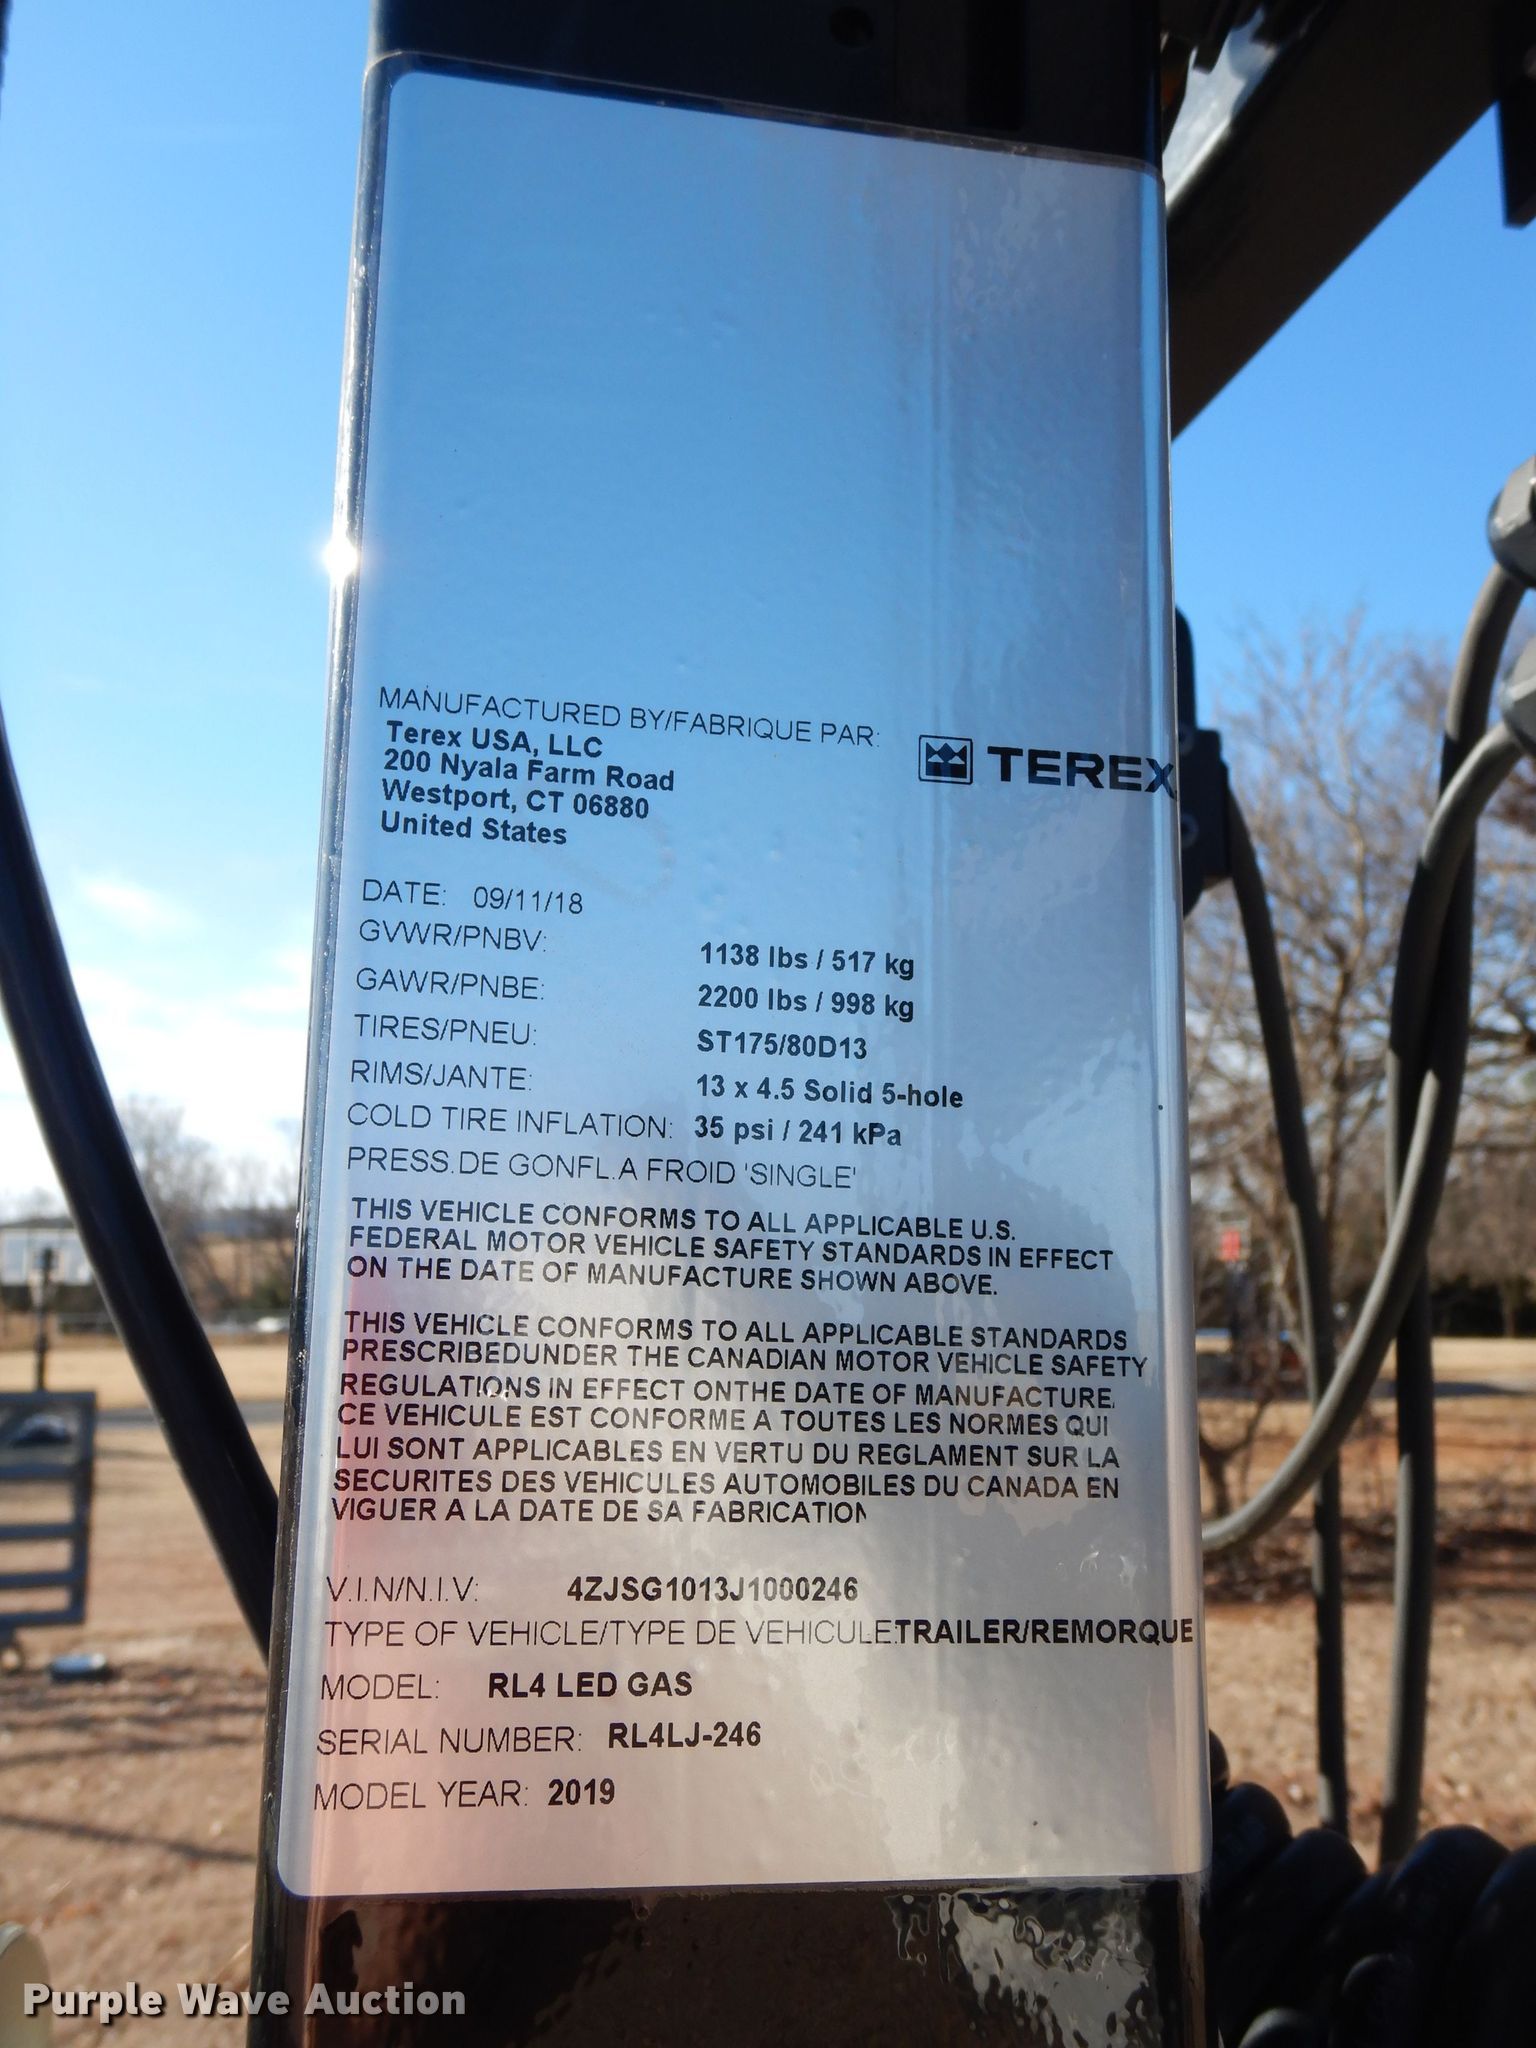 MANUFACTURED BY/FABRIQUE PAR:
Terex USA, LLC
200 Nyala Farm Road
Westport, CT 06880
United States
TEREX
DATE: 09/11/18
GVWR/PNBV: 1138 lbs / 517 kg
GAWR/PNBE: 2200 lbs / 998 kg
TIRES/PNEU: ST175/80D13
RIMS/JANTE: 13 x 4.5 Solid 5-hole
COLD TIRE INFLATION: 35 psi / 241 kPa
PRESS.DE GONFL.A FROID 'SINGLE'
THIS VEHICLE CONFORMS TO ALL APPLICABLE U.S.
FEDERAL MOTOR VEHICLE SAFETY STANDARDS IN EFFECT
ON THE DATE OF MANUFACTURE SHOWN ABOVE.
THIS VEHICLE CONFORMS TO ALL APPLICABLE STANDARDS
PRESCRIBEDUNDER THE CANADIAN MOTOR VEHICLE SAFETY
REGULATIONS IN EFFECT ONTHE DATE OF MANUFACTURE.
CE VEHICULE EST CONFORME A TOUTES LES NORMES QUI
LUI SONT APPLICABLES EN VERTU DU REGLAMENT SUR LA
SECURITES DES VEHICULES AUTOMOBILES DU CANADA EN
VIGUER A LA DATE DE SA FABRICATION
V.I.N/N.I.V: 4ZJSG1013J1000246
TYPE OF VEHICLE/TYPE DE VEHICULE:TRAILER/REMORQUE
MODEL: RL4 LED GAS
SERIAL NUMBER: RL4LJ-246
MODEL YEAR: 2019
Purple Wave Auction